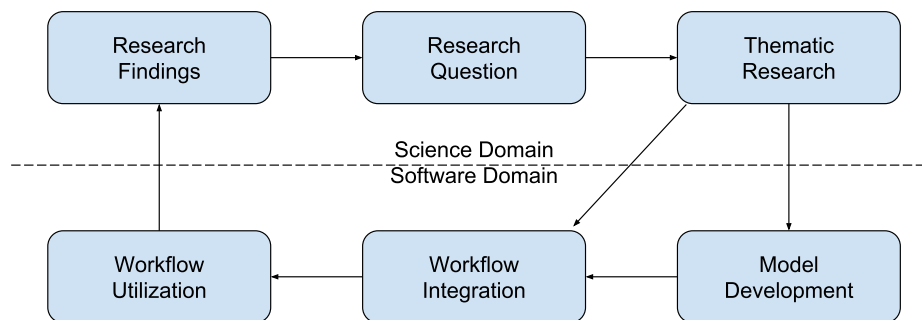 Research
Findings
Research
Question
Thematic
Research
Science Domain
Software Domain
Workflow
Utilization
Workflow
Integration
Model
Development